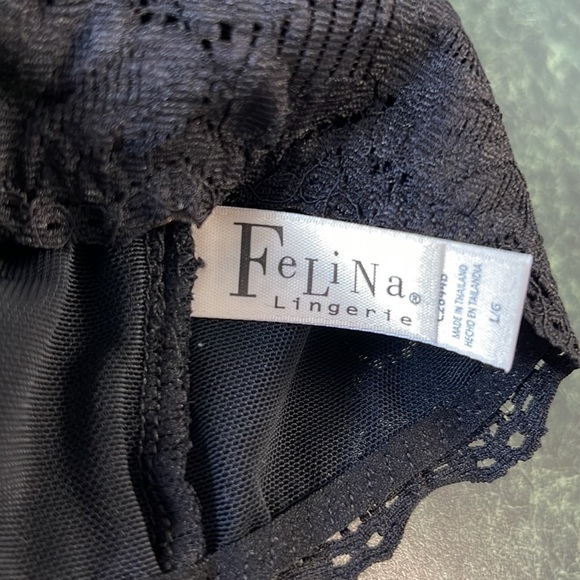 FeLiNa®
Lingerie
MADE IN THAILAND
HECHO EN TAILANDIA
L/G